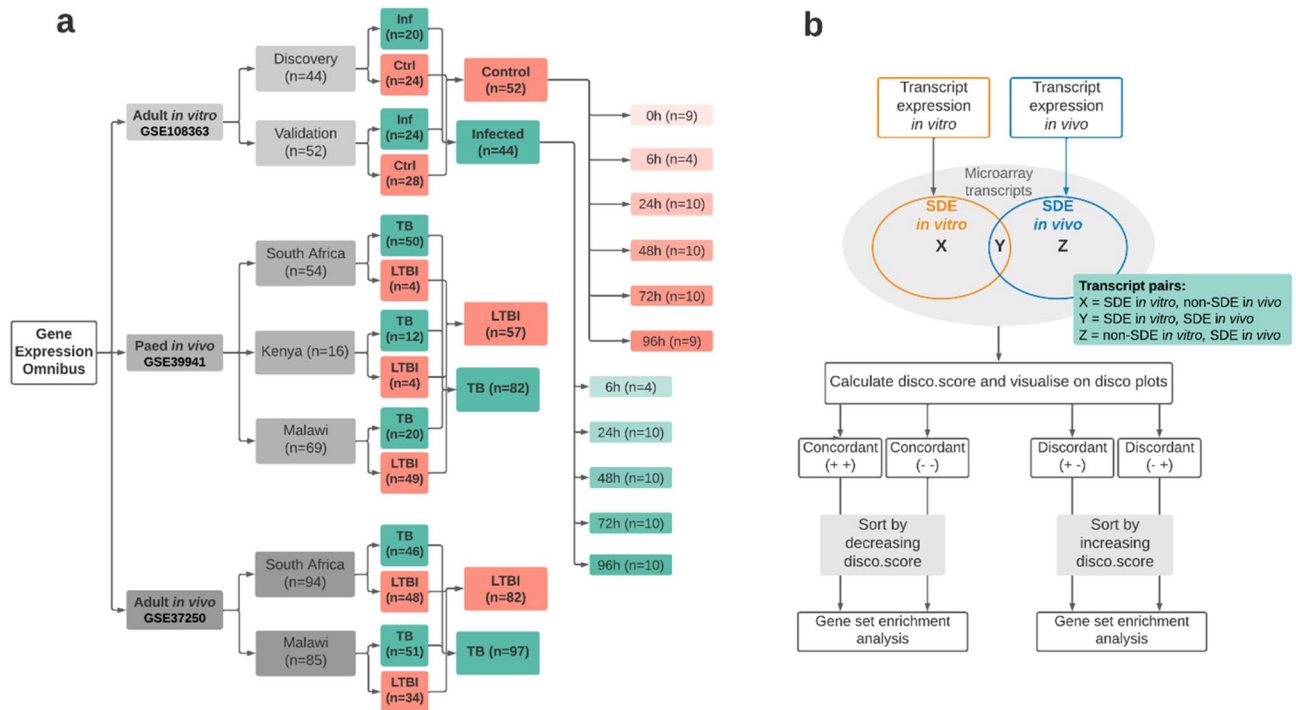 a
Gene
Expression
Omnibus
Adult in vitro
GSE108363
Discovery
(n=44)
Inf
(n=20)
Ctrl
(n=24)
Validation
(n=52)
Inf
(n=24)
Ctrl
(n=28)
Control
(n=52)
Infected
(n=44)
0h (n=9)
6h (n=4)
24h (n=10)
48h (n=10)
72h (n=10)
96h (n=9)
6h (n=4)
24h (n=10)
48h (n=10)
72h (n=10)
96h (n=10)
Paed in vivo
GSE39941
South Africa
(n=54)
TB
(n=50)
LTBI
(n=4)
Kenya (n=16)
TB
(n=12)
LTBI
(n=4)
Malawi
(n=69)
TB
(n=20)
LTBI
(n=49)
LTBI
(n=57)
TB (n=82)
Adult in vivo
GSE37250
South Africa
(n=94)
TB
(n=46)
LTBI
(n=48)
Malawi
(n=85)
TB
(n=51)
LTBI
(n=34)
LTBI
(n=82)
TB (n=97)
b
Transcript
expression
in vitro
Transcript
expression
in vivo
Microarray
transcripts
SDE
in vitro
X
Y
SDE
in vivo
Z
Transcript pairs:
X = SDE in vitro, non-SDE in vivo
Y = SDE in vitro, SDE in vivo
Z = non-SDE in vitro, SDE in vivo
Calculate disco.score and visualise on disco plots
Concordant
(+ +)
Concordant
(- -)
Discordant
(+ -)
Discordant
(- +)
Sort by
decreasing
disco.score
Sort by
increasing
disco.score
Gene set enrichment
analysis
Gene set enrichment
analysis